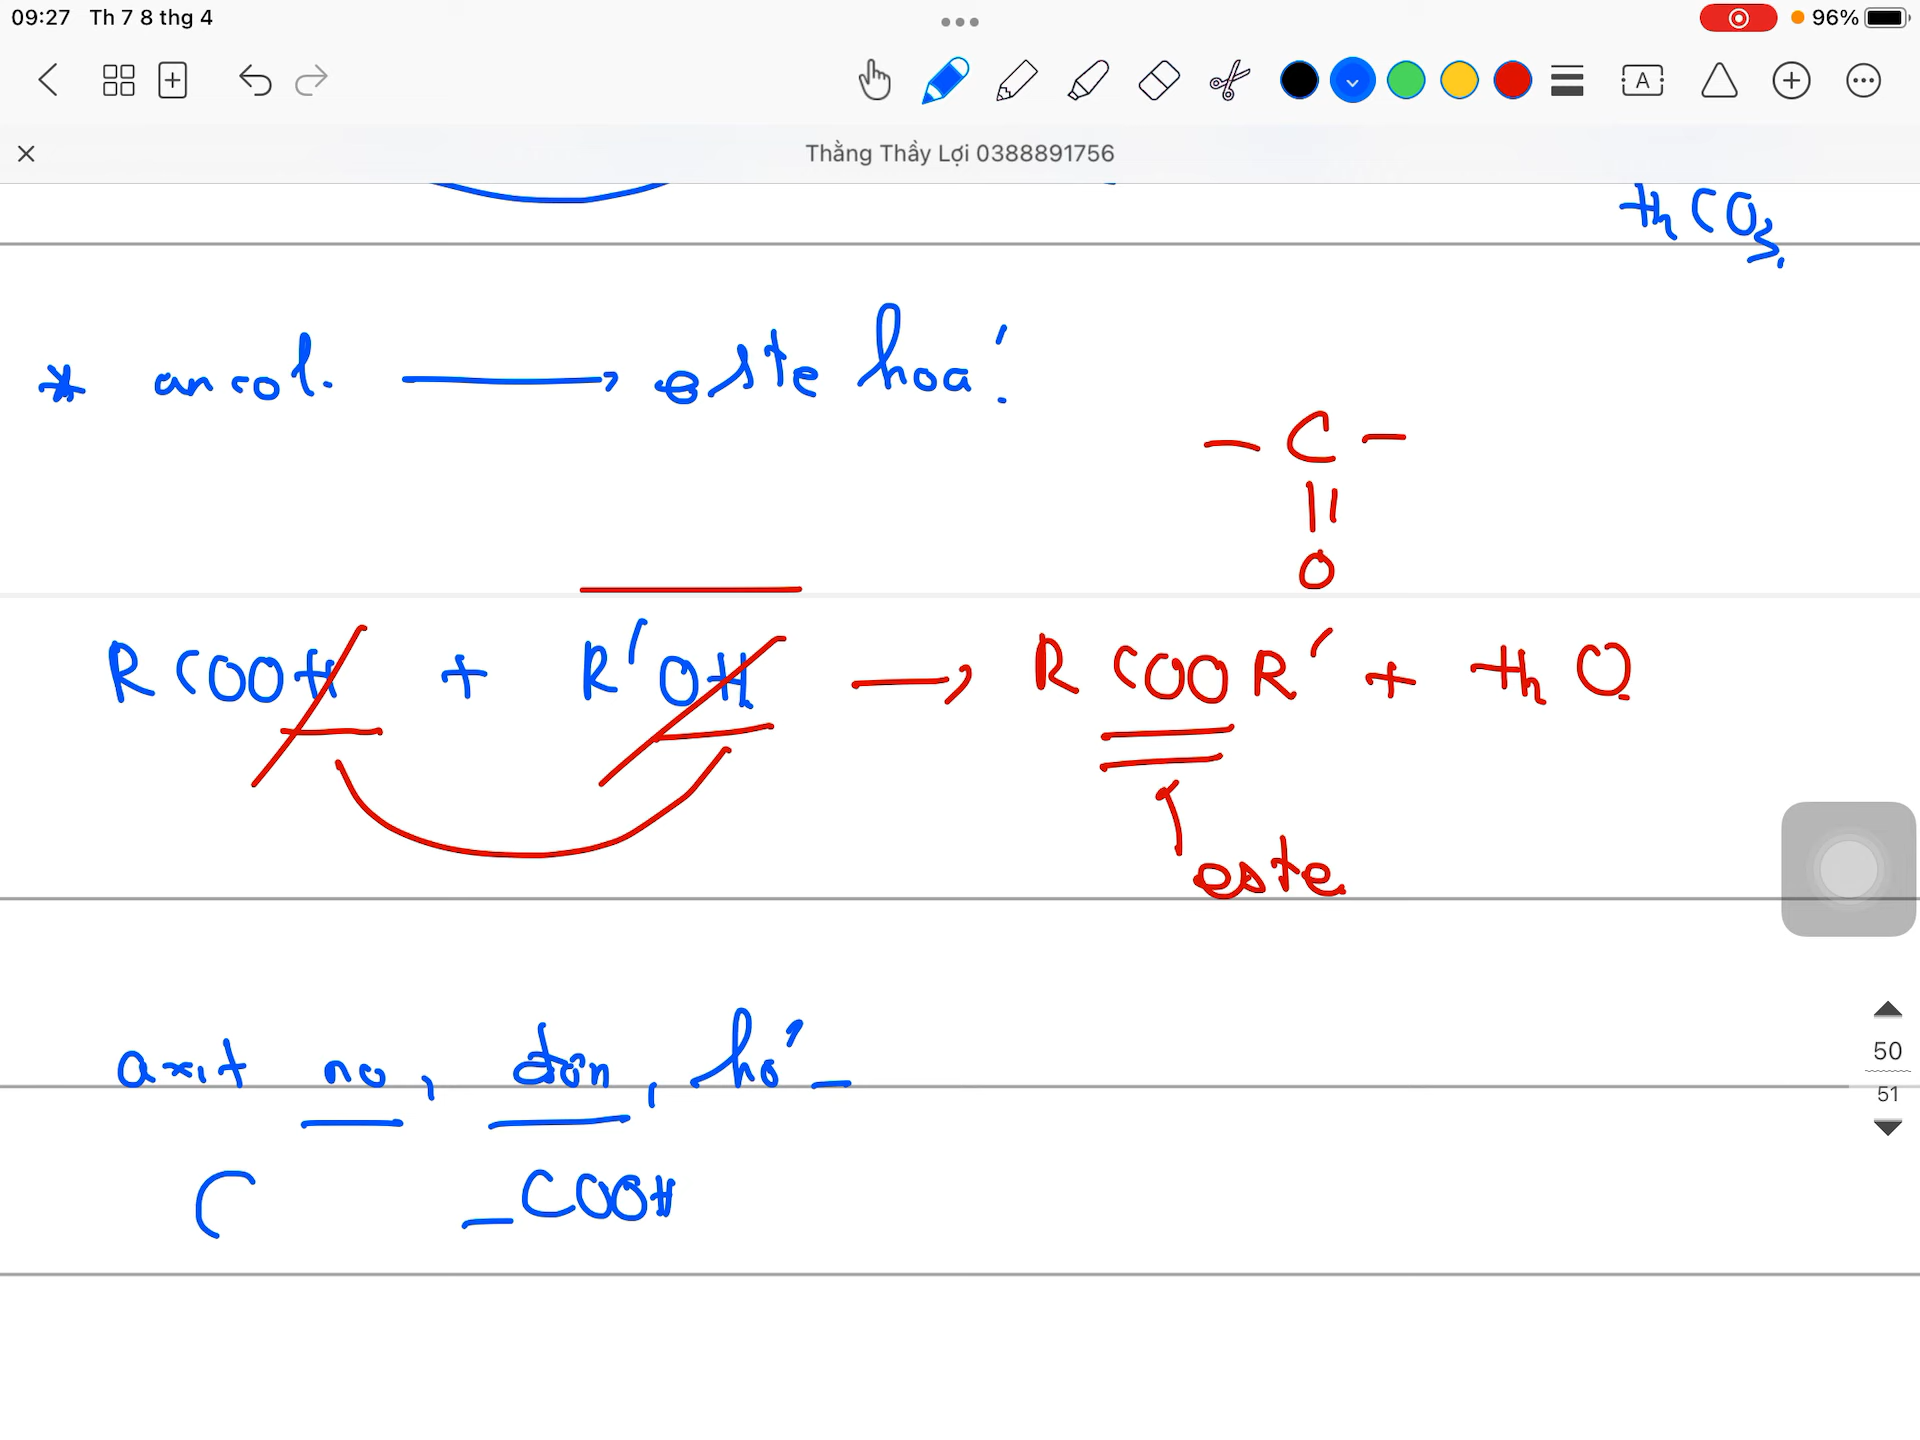 09:27 Th 7 8 thg 4 96%
A
Thằng Thầy Lợi 0388891756
H₂CO₃
* ancol. → este hoá!
- C -
||
O
RCOOH + R'OH → RCOOR' + H₂O
este
axit no, đơn, hở
C -COOH
50
51